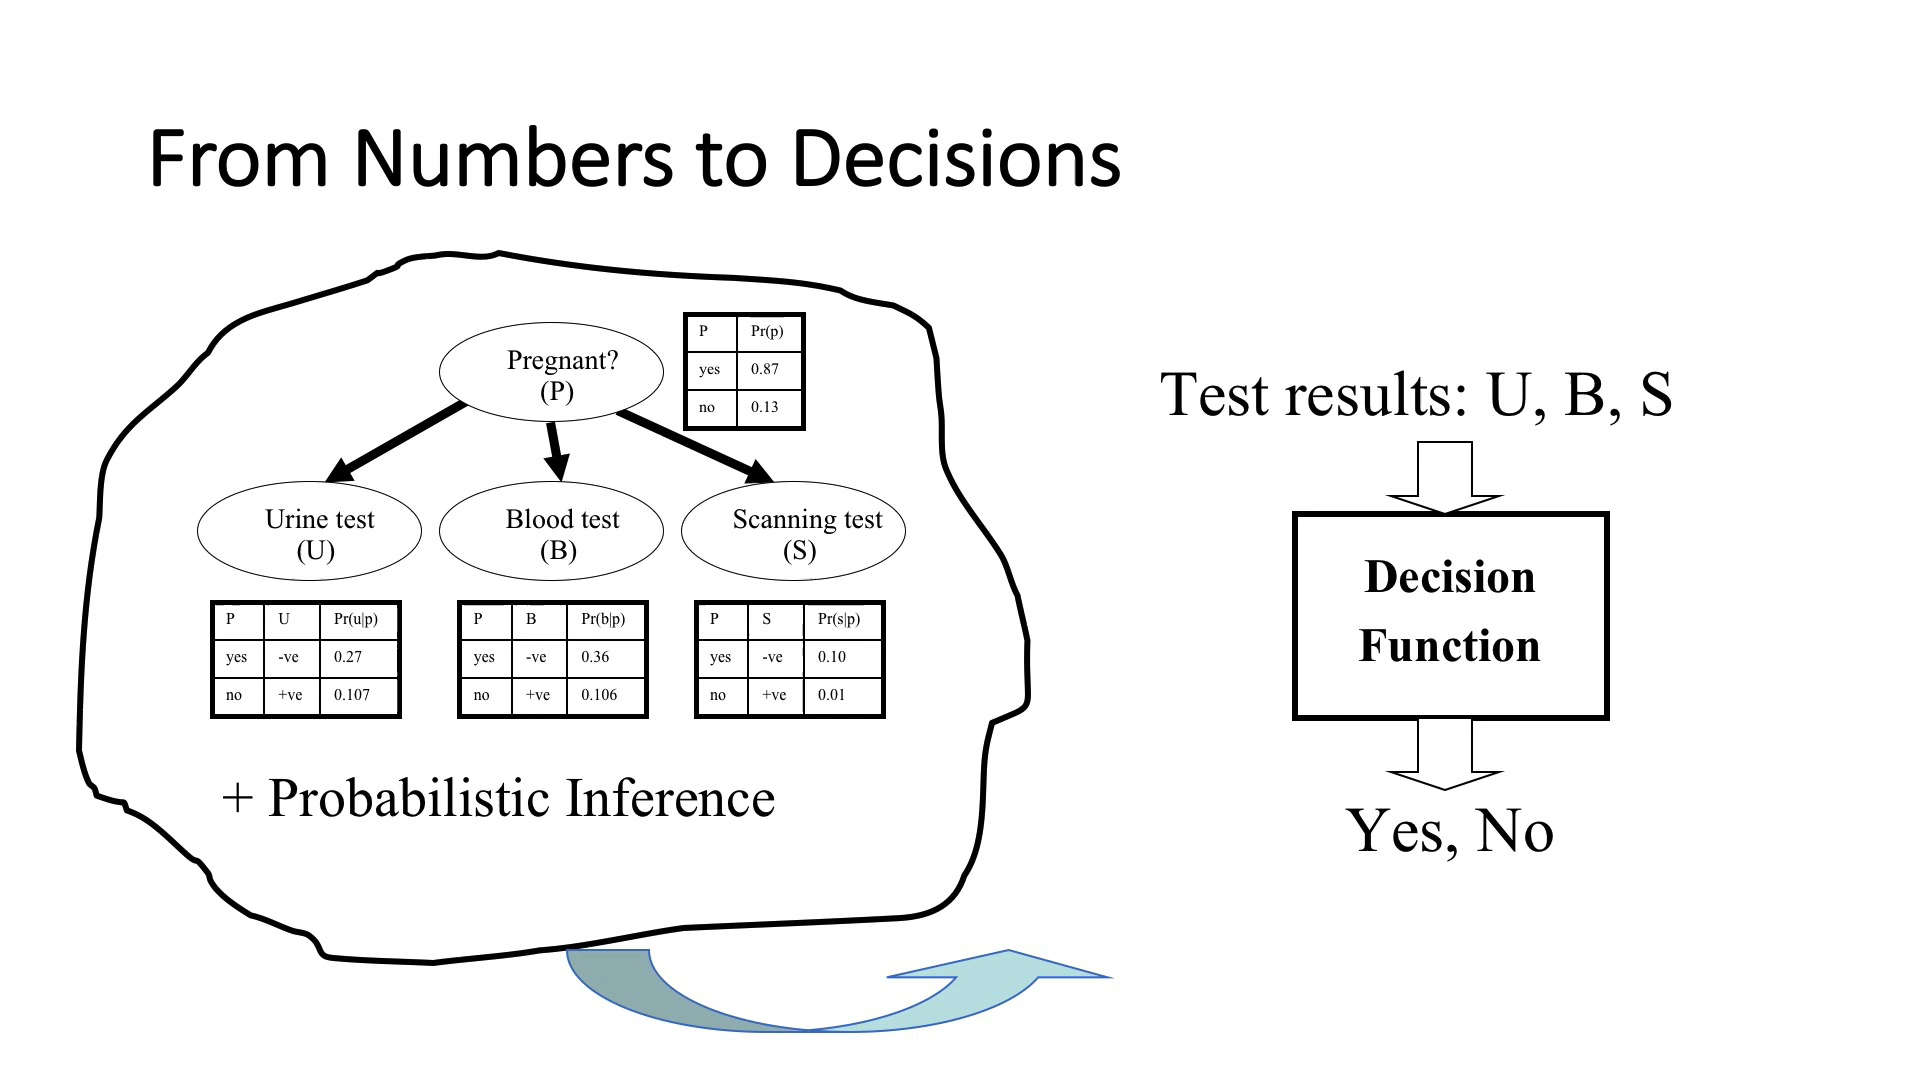 From Numbers to Decisions
P Pr(p)
yes 0.87
no 0.13
Pregnant?
(P)
Urine test
(U)
Blood test
(B)
Scanning test
(S)
P U Pr(u|p)
yes -ve 0.27
no +ve 0.107
P B Pr(b|p)
yes -ve 0.36
no +ve 0.106
P S Pr(s|p)
yes -ve 0.10
no +ve 0.01
+ Probabilistic Inference
Test results: U, B, S
Decision
Function
Yes, No